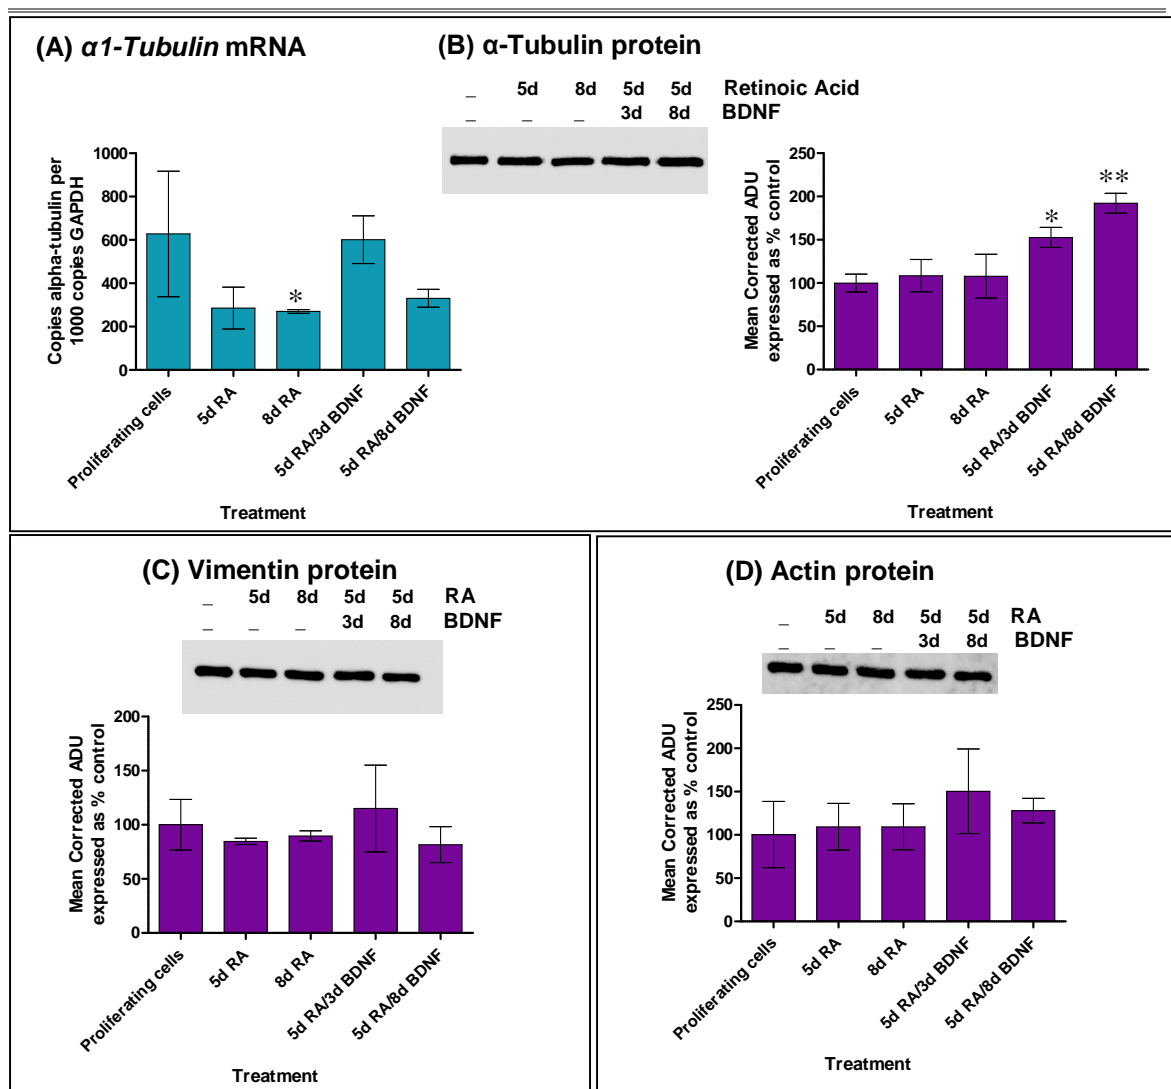 (A) α1-Tubulin mRNA
Copies alpha-tubulin per
1000 copies GAPDH
1000
800
600
400
200
0
*
Proliferating cells
5d RA
8d RA
5d RA/3d BDNF
5d RA/8d BDNF
Treatment
(B) α-Tubulin protein
_ 5d 8d 5d 5d Retinoic Acid
_ _ _ 3d 8d BDNF
Mean Corrected ADU
expressed as % control
250
200
150
100
50
0
*
**
Proliferating cells
5d RA
8d RA
5d RA/3d BDNF
5d RA/8d BDNF
Treatment
(C) Vimentin protein
_ 5d 8d 5d 5d RA
_ _ _ 3d 8d BDNF
Mean Corrected ADU
expressed as % control
200
150
100
50
0
Proliferating cells
5d RA
8d RA
5d RA/3d BDNF
5d RA/8d BDNF
Treatment
(D) Actin protein
_ 5d 8d 5d 5d RA
_ _ _ 3d 8d BDNF
Mean Corrected ADU
expressed as % control
250
200
150
100
50
0
Proliferating cells
5d RA
8d RA
5d RA/3d BDNF
5d RA/8d BDNF
Treatment